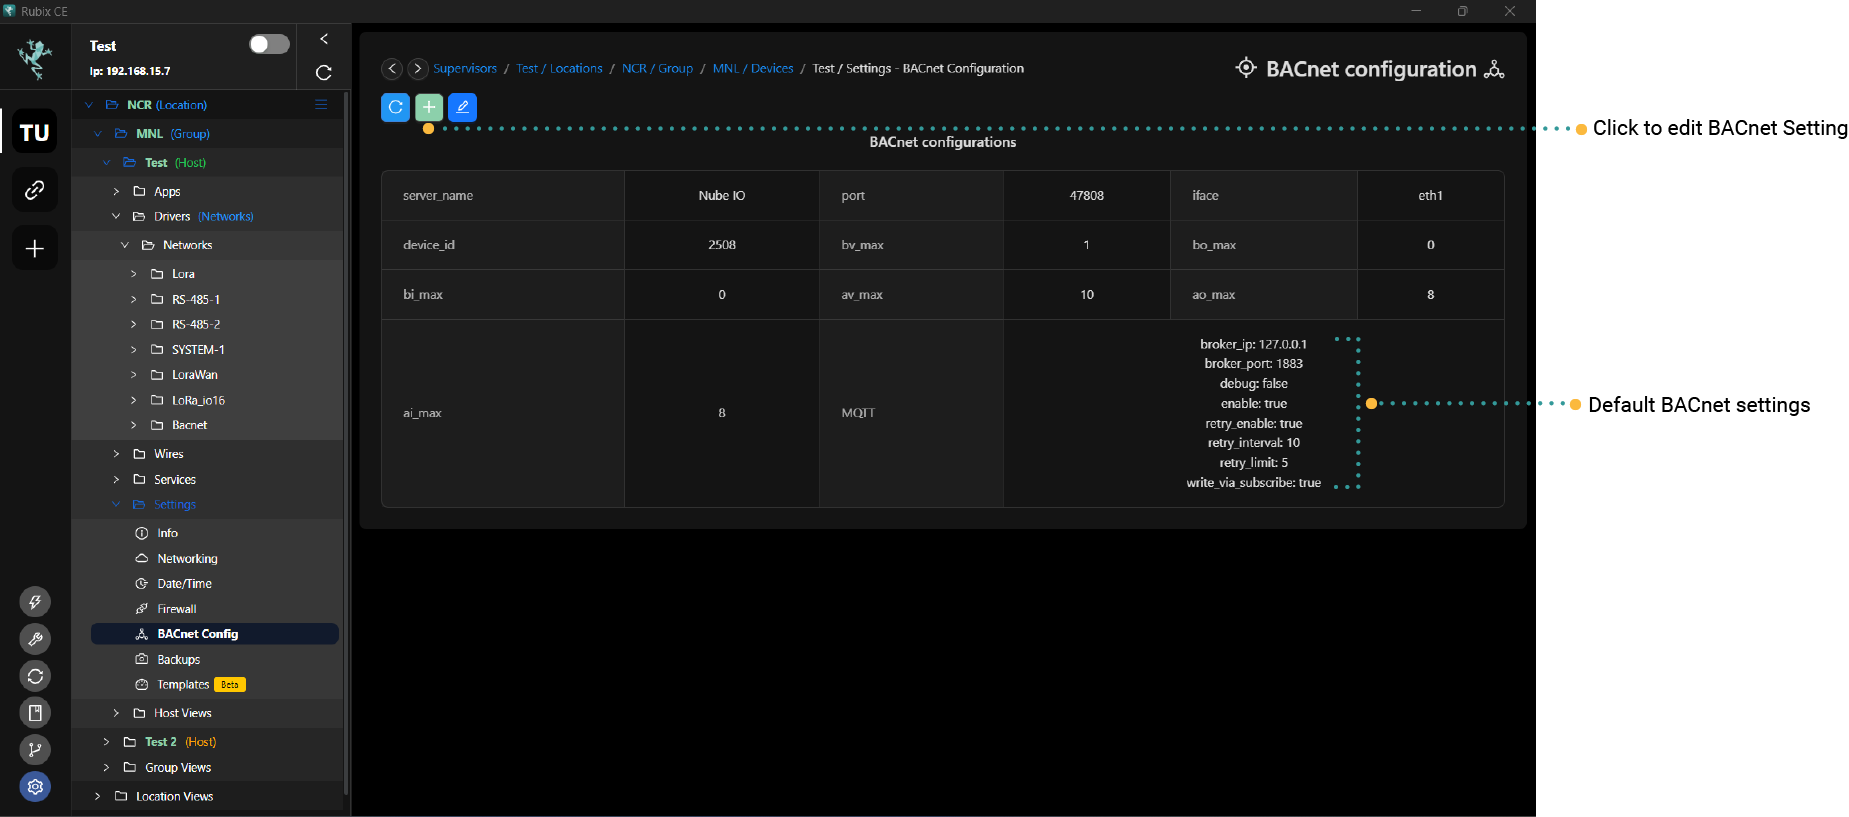 Rubix CE
Test
Ip: 192.168.15.7
TU
NCR (Location)
MNL (Group)
Test (Host)
Apps
Drivers (Networks)
Networks
Lora
RS-485-1
RS-485-2
SYSTEM-1
LoraWan
LoRa_io16
Bacnet
Wires
Services
Settings
Info
Networking
Date/Time
Firewall
BACnet Config
Backups
Templates Beta
Host Views
Test 2 (Host)
Group Views
Location Views
Supervisors / Test / Locations / NCR / Group / MNL / Devices / Test / Settings - BACnet Configuration
BACnet configuration
Click to edit BACnet Setting
BACnet configurations
server_name Nube IO port 47808 iface eth1
device_id 2508 bv_max 1 bo_max 0
bi_max 0 av_max 10 ao_max 8
ai_max 8 MQTT
broker_ip: 127.0.0.1
broker_port: 1883
debug: false
enable: true
retry_enable: true
retry_interval: 10
retry_limit: 5
write_via_subscribe: true
Default BACnet settings